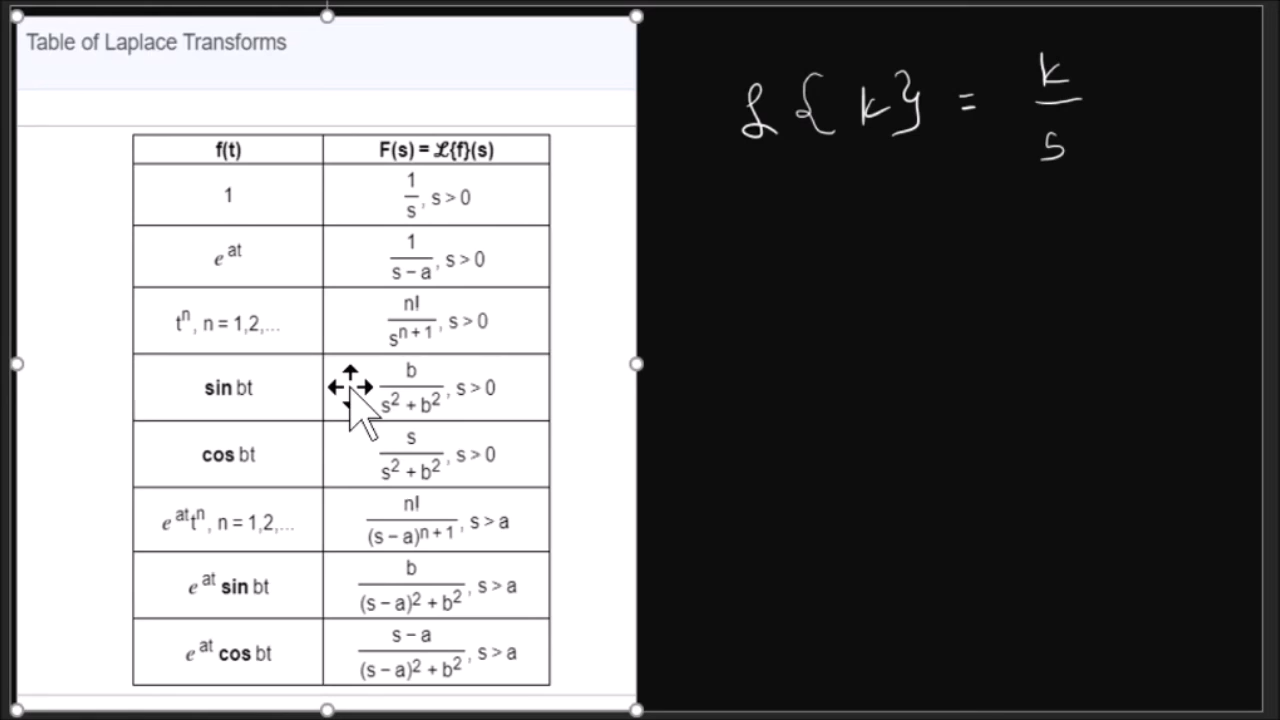 Table of Laplace Transforms
f(t) F(s) = ℒ{f}(s)
1 1/s, s > 0
e^at 1/(s − a), s > 0
t^n, n = 1,2,... n!/s^(n + 1), s > 0
sin bt b/(s^2 + b^2), s > 0
cos bt s/(s^2 + b^2), s > 0
e^at t^n, n = 1,2,... n!/(s − a)^(n + 1), s > a
e^at sin bt b/((s − a)^2 + b^2), s > a
e^at cos bt (s − a)/((s − a)^2 + b^2), s > a
ℒ{k} = k/s